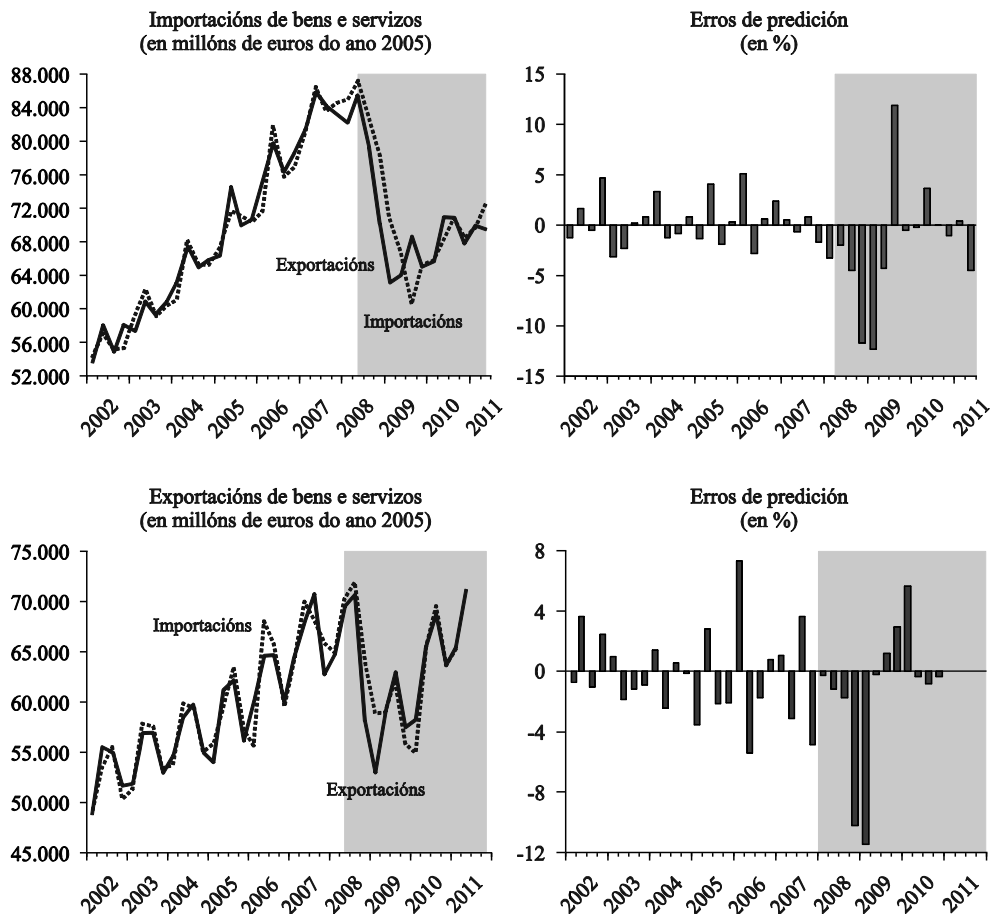 Importacións de bens e servizos
(en millóns de euros do ano 2005)
88.000
84.000
80.000
76.000
72.000
68.000
64.000
60.000
56.000
52.000
Exportacións
Importacións
2002 2003 2004 2005 2006 2007 2008 2009 2010 2011
Erros de predición
(en %)
15
10
5
0
-5
-10
-15
2002 2003 2004 2005 2006 2007 2008 2009 2010 2011
Exportacións de bens e servizos
(en millóns de euros do ano 2005)
75.000
70.000
65.000
60.000
55.000
50.000
45.000
Importacións
Exportacións
2002 2003 2004 2005 2006 2007 2008 2009 2010 2011
Erros de predición
(en %)
8
4
0
-4
-8
-12
2002 2003 2004 2005 2006 2007 2008 2009 2010 2011